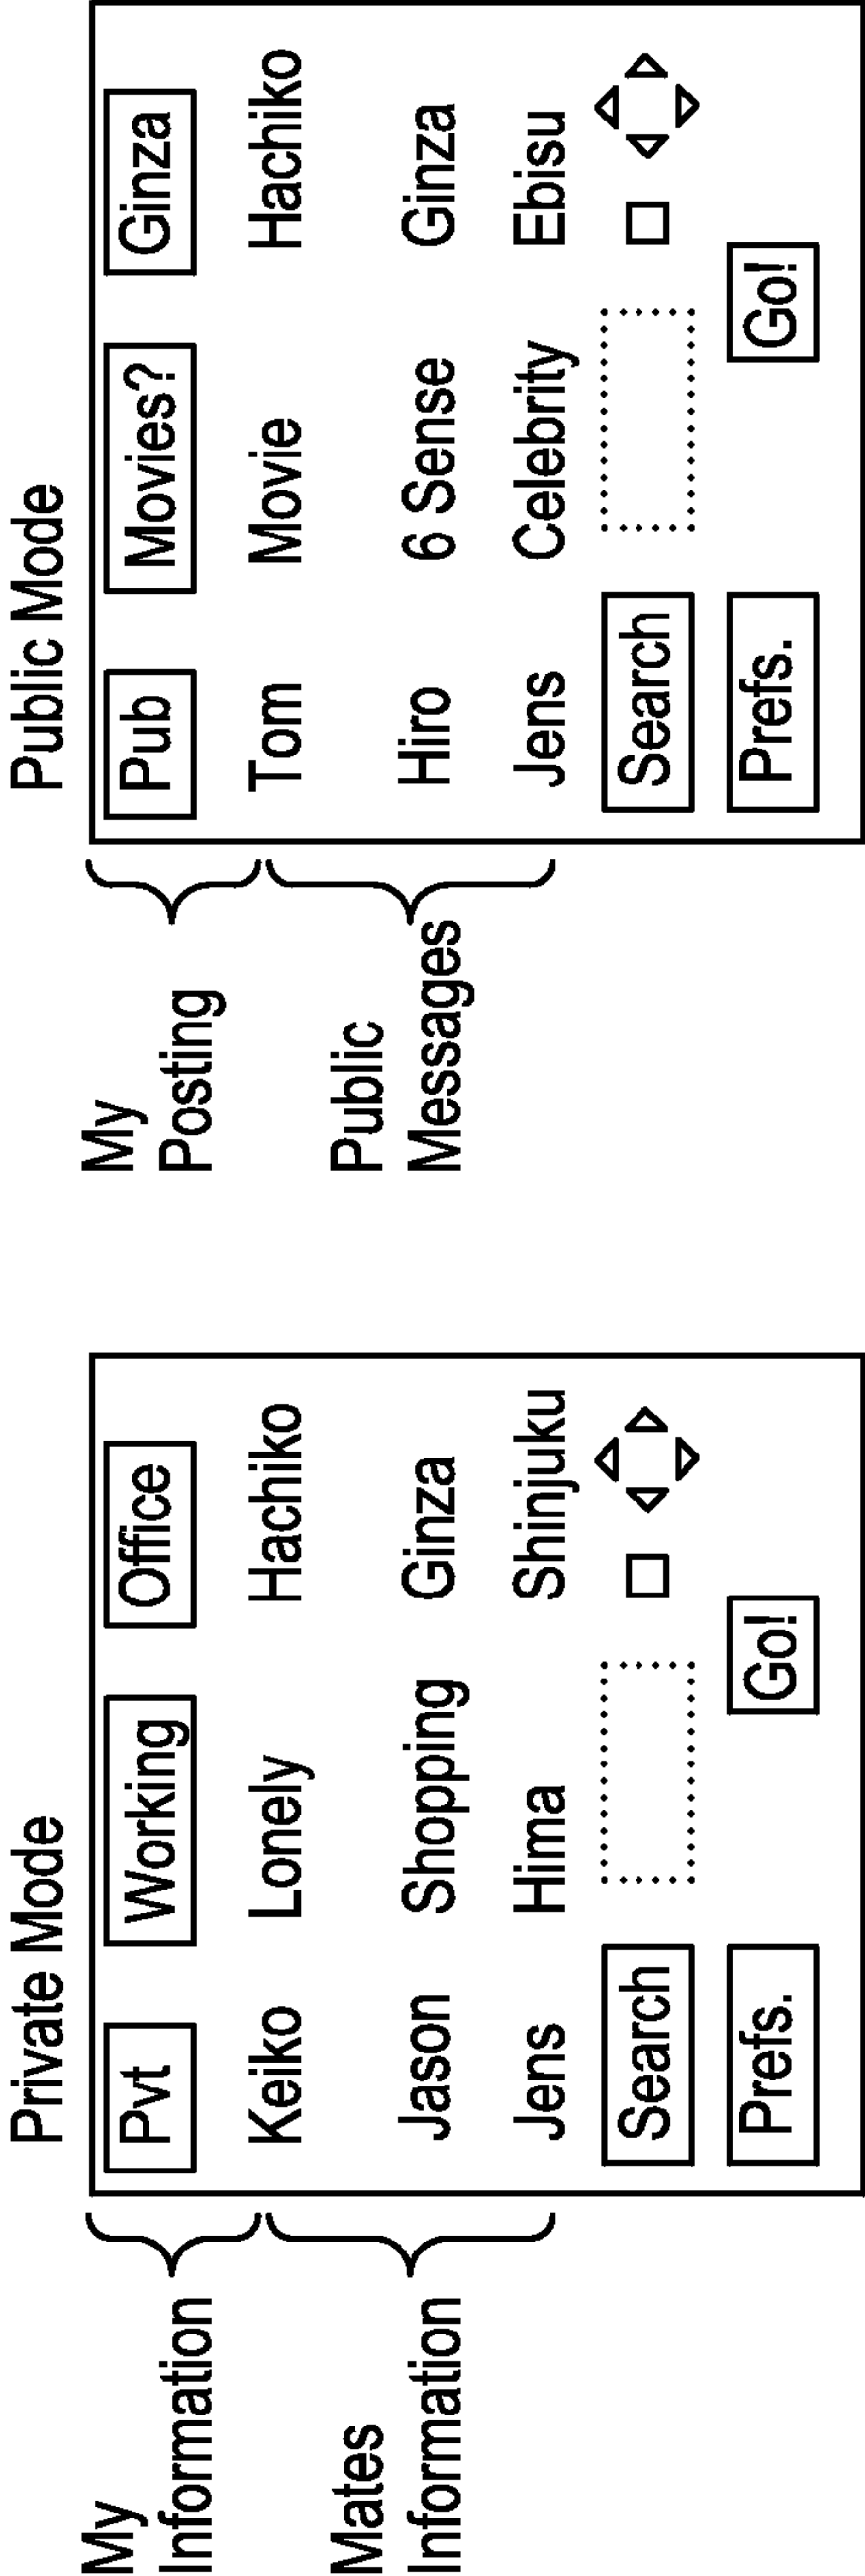 Private Mode
My
Information
Pvt Working Office
Mates
Information
Keiko Lonely Hachiko
Jason Shopping Ginza
Jens Hima Shinjuku
Search
Prefs. Go!
Public Mode
My
Posting
Pub Movies? Ginza
Public
Messages
Tom Movie Hachiko
Hiro 6 Sense Ginza
Jens Celebrity Ebisu
Search
Prefs. Go!